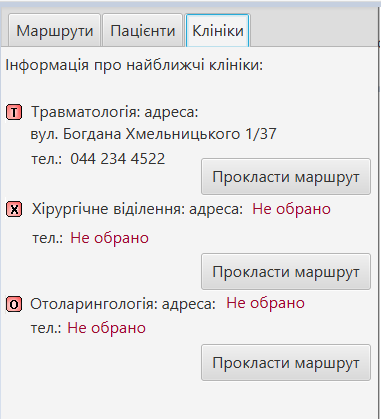 Маршрути Пацієнти Клініки
Інформація про найближчі клініки:
Т Травматологія: адреса:
вул. Богдана Хмельницького 1/37
тел.: 044 234 4522
Прокласти маршрут
Х Хірургічне віділення: адреса: Не обрано
тел.: Не обрано
Прокласти маршрут
О Отоларингологія: адреса: Не обрано
тел.: Не обрано
Прокласти маршрут